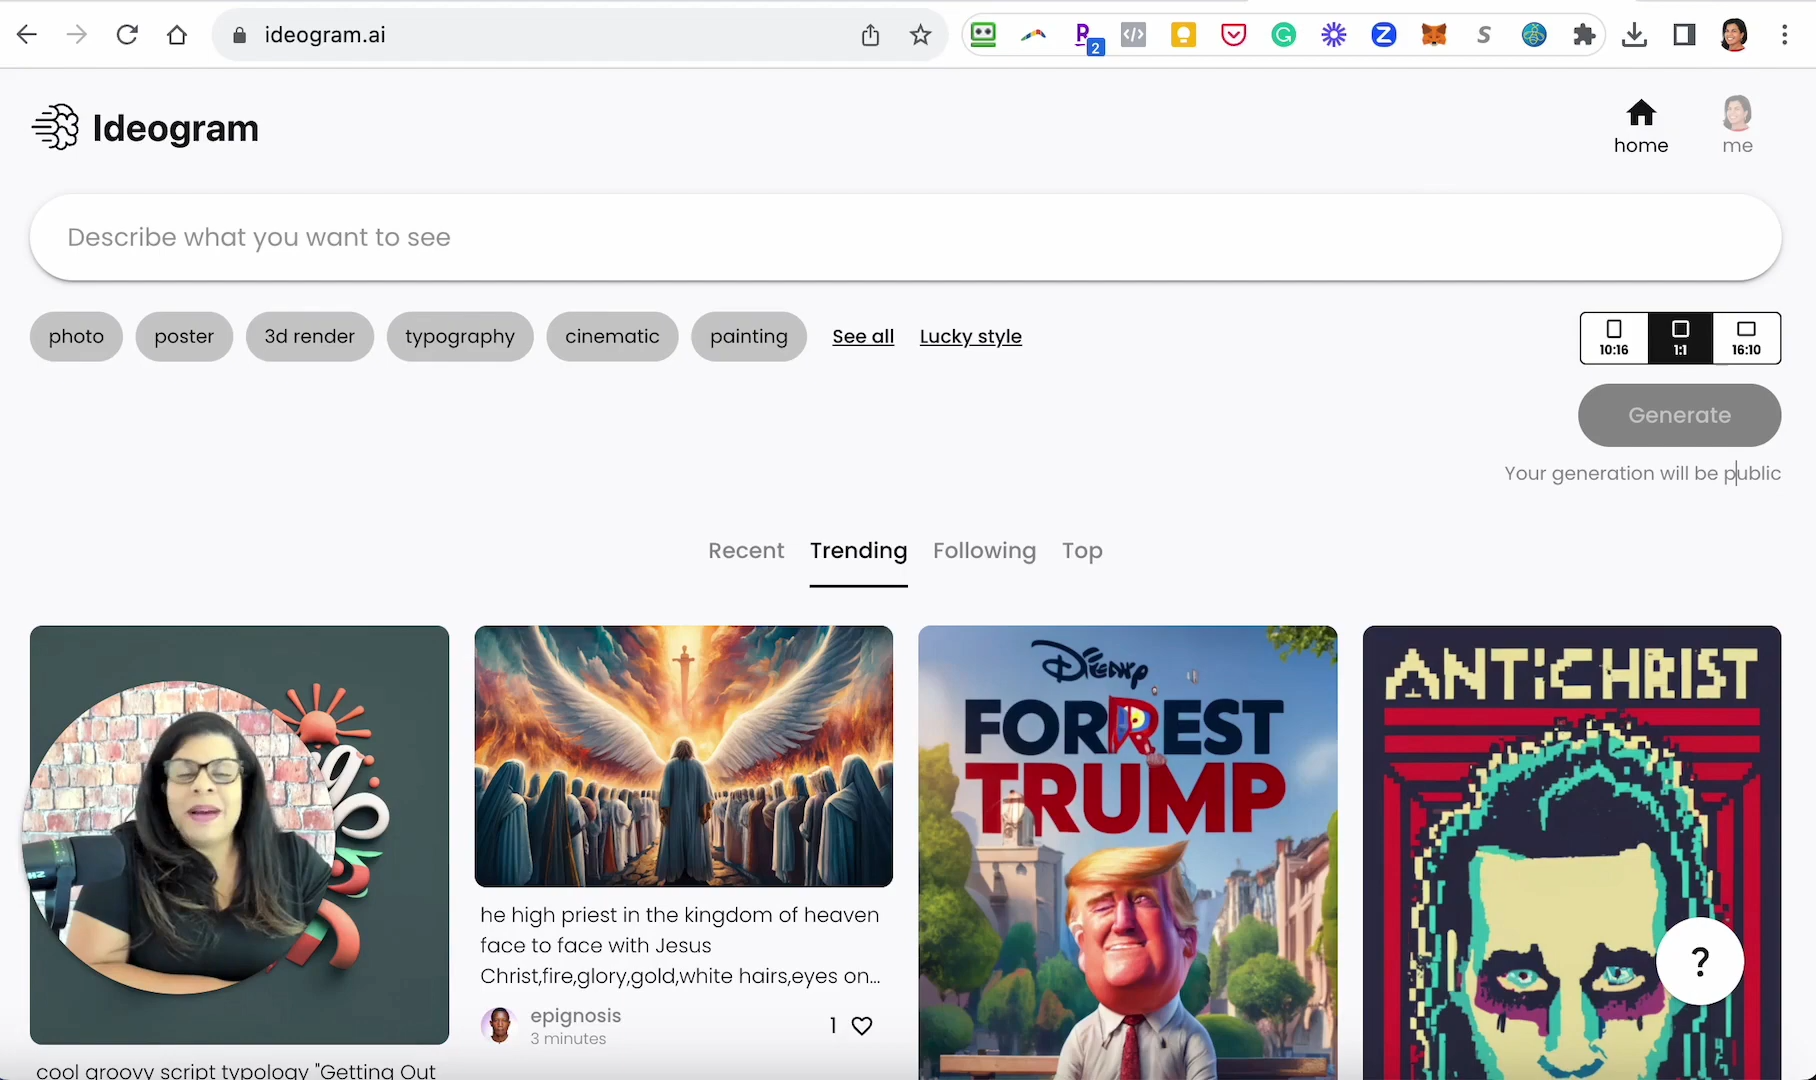 ideogram.ai
2
Ideogram
home
me
Describe what you want to see
photo
poster
3d render
typography
cinematic
painting
See all
Lucky style
10:16
1:1
16:10
Generate
Your generation will be public
Recent
Trending
Following
Top
FORREST
TRUMP
ANTiCHRIST
he high priest in the kingdom of heaven
face to face with Jesus
Christ,fire,glory,gold,white hairs,eyes on...
epignosis
3 minutes
1
?
cool groovy script typology "Getting Out